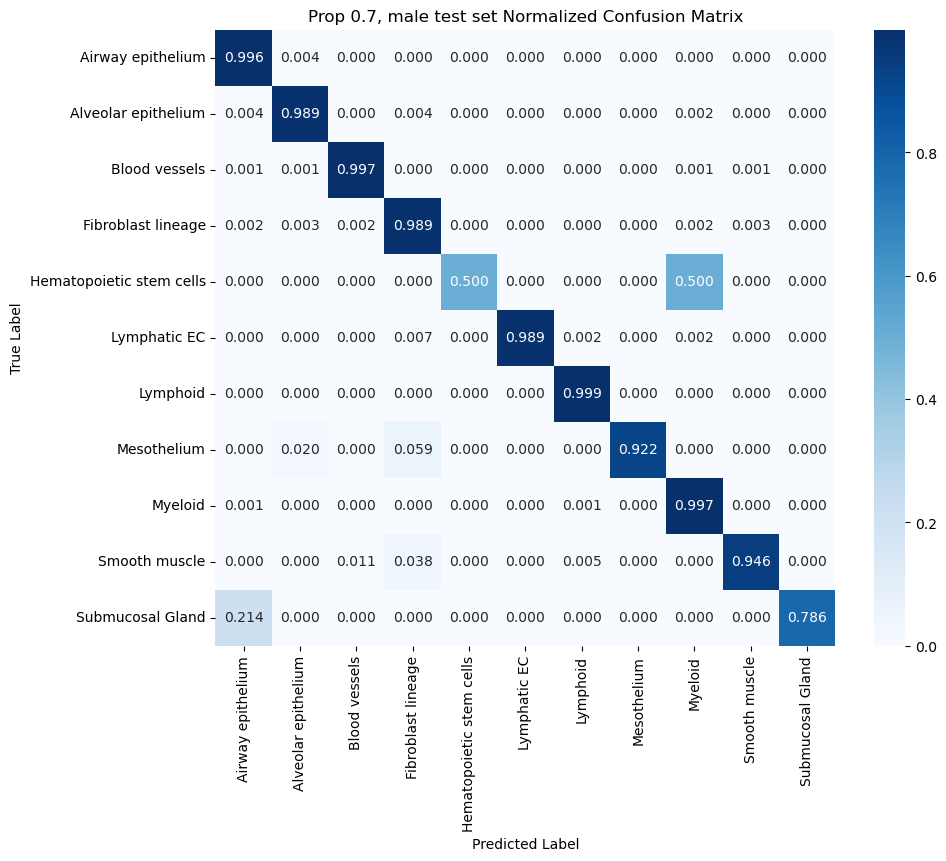 Prop 0.7, male test set Normalized Confusion Matrix
True Label
Airway epithelium 0.996 0.004 0.000 0.000 0.000 0.000 0.000 0.000 0.000 0.000 0.000
Alveolar epithelium 0.004 0.989 0.000 0.004 0.000 0.000 0.000 0.000 0.002 0.000 0.000
Blood vessels 0.001 0.001 0.997 0.000 0.000 0.000 0.000 0.000 0.001 0.001 0.000
Fibroblast lineage 0.002 0.003 0.002 0.989 0.000 0.000 0.000 0.000 0.002 0.003 0.000
Hematopoietic stem cells 0.000 0.000 0.000 0.000 0.500 0.000 0.000 0.000 0.500 0.000 0.000
Lymphatic EC 0.000 0.000 0.000 0.007 0.000 0.989 0.002 0.000 0.002 0.000 0.000
Lymphoid 0.000 0.000 0.000 0.000 0.000 0.000 0.999 0.000 0.000 0.000 0.000
Mesothelium 0.000 0.020 0.000 0.059 0.000 0.000 0.000 0.922 0.000 0.000 0.000
Myeloid 0.001 0.000 0.000 0.000 0.000 0.000 0.001 0.000 0.997 0.000 0.000
Smooth muscle 0.000 0.000 0.011 0.038 0.000 0.000 0.005 0.000 0.000 0.946 0.000
Submucosal Gland 0.214 0.000 0.000 0.000 0.000 0.000 0.000 0.000 0.000 0.000 0.786
Airway epithelium
Alveolar epithelium
Blood vessels
Fibroblast lineage
Hematopoietic stem cells
Lymphatic EC
Lymphoid
Mesothelium
Myeloid
Smooth muscle
Submucosal Gland
Predicted Label
0.8
0.6
0.4
0.2
0.0